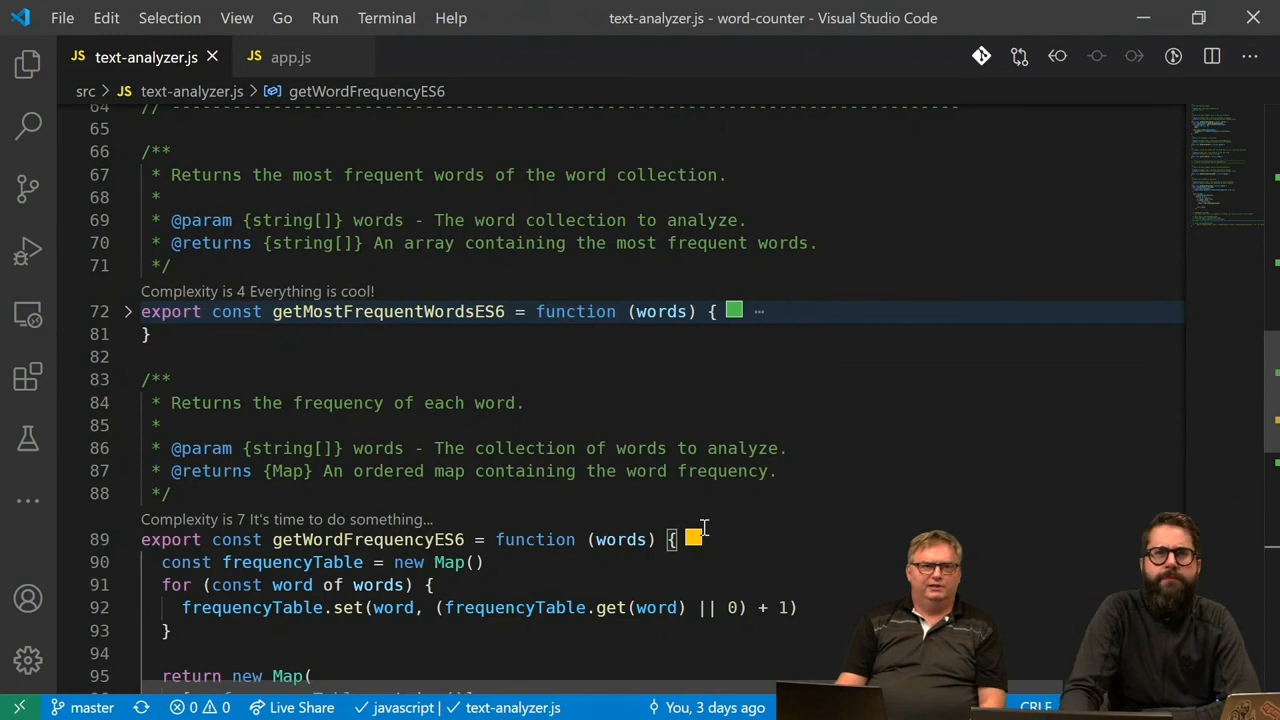 File Edit Selection View Go Run Terminal Help text-analyzer.js - word-counter - Visual Studio Code
JS text-analyzer.js JS app.js
src > JS text-analyzer.js > getWordFrequencyES6
64 // -------------------------------------------------------------------------------
65
66 /**
67 * Returns the most frequent words or the word collection.
68 *
69 * @param {string[]} words - The word collection to analyze.
70 * @returns {string[]} An array containing the most frequent words.
71 */
Complexity is 4 Everything is cool!
72 > export const getMostFrequentWordsES6 = function (words) { ⋯
81 }
82
83 /**
84 * Returns the frequency of each word.
85 *
86 * @param {string[]} words - The collection of words to analyze.
87 * @returns {Map} An ordered map containing the word frequency.
88 */
Complexity is 7 It's time to do something...
89 export const getWordFrequencyES6 = function (words) {
90 const frequencyTable = new Map()
91 for (const word of words) {
92 frequencyTable.set(word, (frequencyTable.get(word) || 0) + 1)
93 }
94
95 return new Map(
master 0 0 Live Share javascript | text-analyzer.js You, 3 days ago CRLF